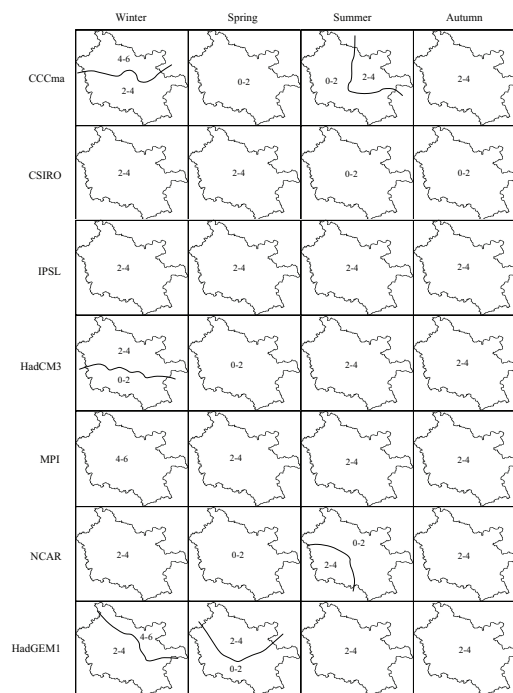 Winter Spring Summer Autumn
4-6
CCCma 2-4 0-2 0-2 2-4 2-4
CSIRO 2-4 2-4 0-2 0-2
IPSL 2-4 2-4 2-4 2-4
2-4
HadCM3 0-2 0-2 2-4 2-4
MPI 4-6 2-4 2-4 2-4
0-2
NCAR 2-4 0-2 2-4 2-4
4-6 2-4
HadGEM1 2-4 0-2 2-4 2-4